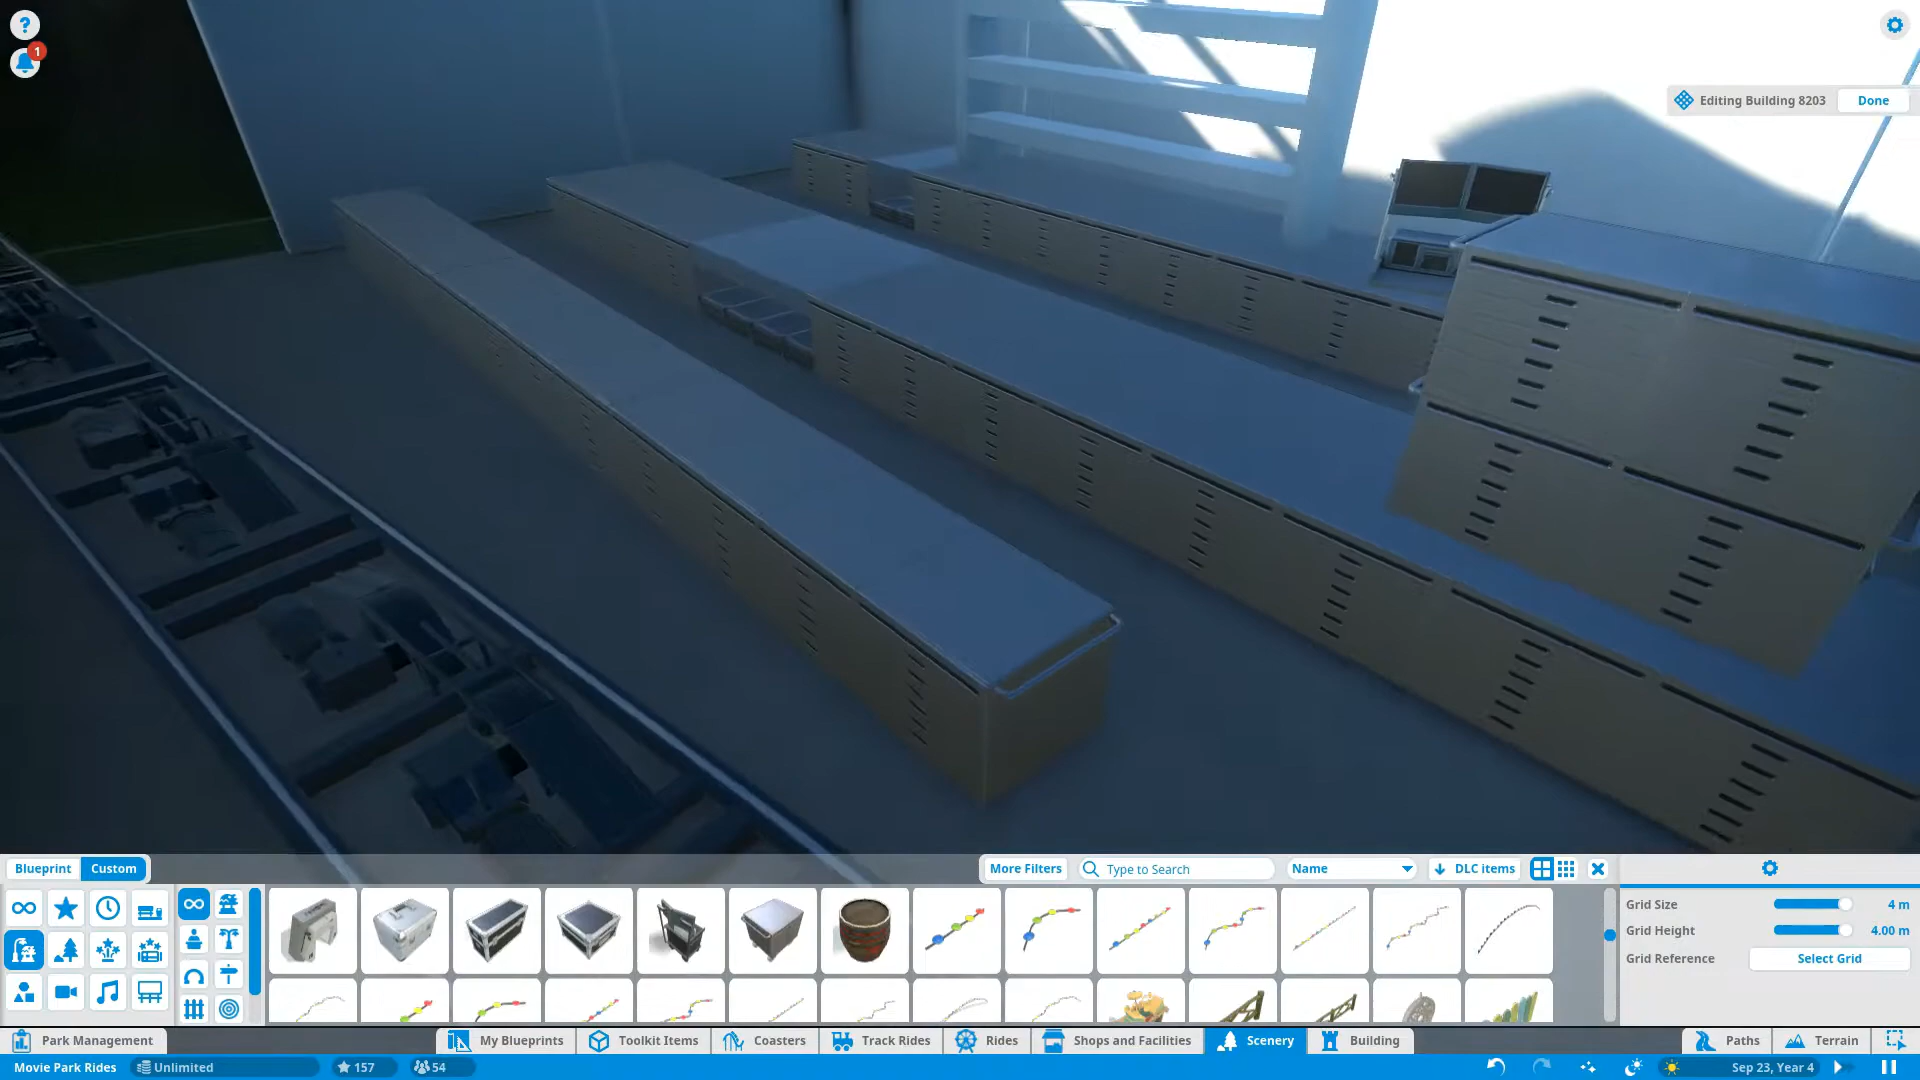 ?
1
Editing Building 8203
Done
Blueprint
Custom
More Filters
Type to Search
Name
DLC items
Grid Size
4 m
Grid Height
4.00 m
Grid Reference
Select Grid
Park Management
My Blueprints
Toolkit Items
Coasters
Track Rides
Rides
Shops and Facilities
Scenery
Building
Paths
Terrain
Movie Park Rides
Unlimited
157
54
Sep 23, Year 4